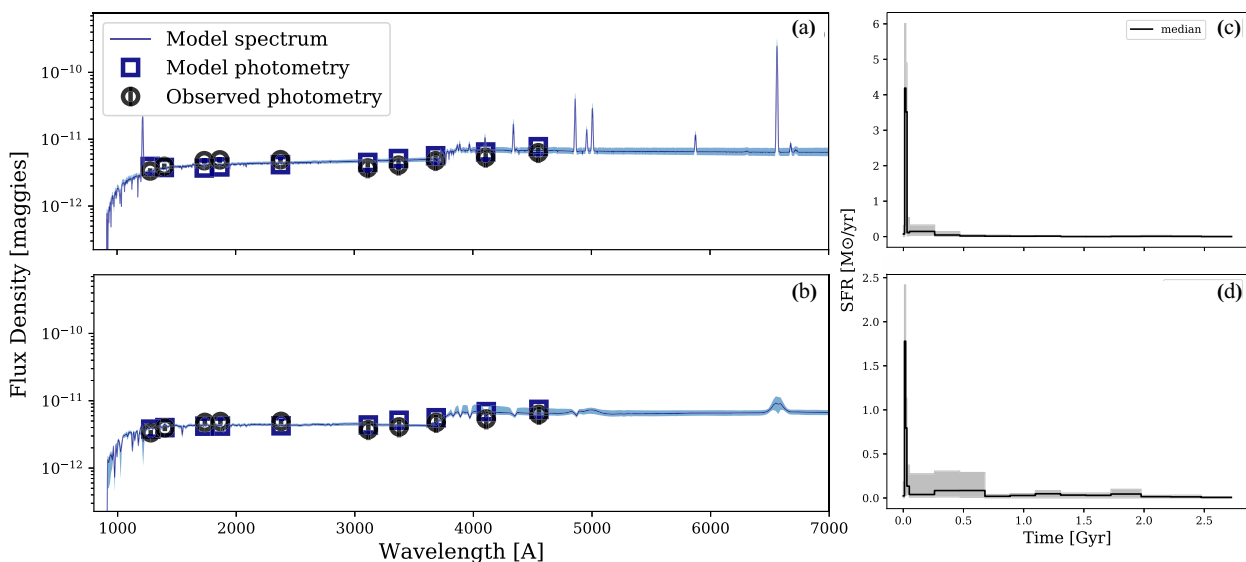 (a)
Model spectrum
Model photometry
Observed photometry
10⁻¹⁰
10⁻¹¹
10⁻¹²
(b)
10⁻¹⁰
10⁻¹¹
10⁻¹²
Flux Density [maggies]
1000 2000 3000 4000 5000 6000 7000
Wavelength [A]
(c)
median
6
5
4
3
2
1
0
(d)
2.5
2.0
1.5
1.0
0.5
0.0
SFR [M⊙/yr]
0.0 0.5 1.0 1.5 2.0 2.5
Time [Gyr]